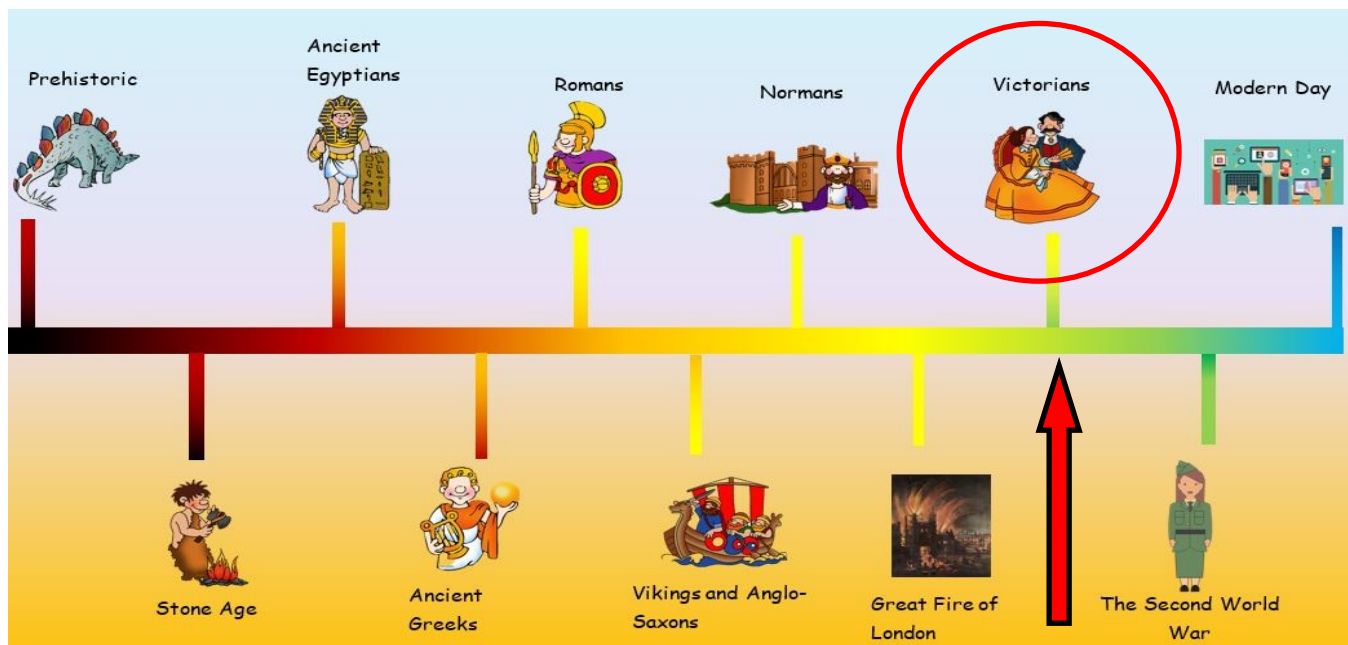 Prehistoric
Ancient
Egyptians
Romans
Normans
Victorians
Modern Day
Stone Age
Ancient
Greeks
Vikings and Anglo-
Saxons
Great Fire of
London
The Second World
War